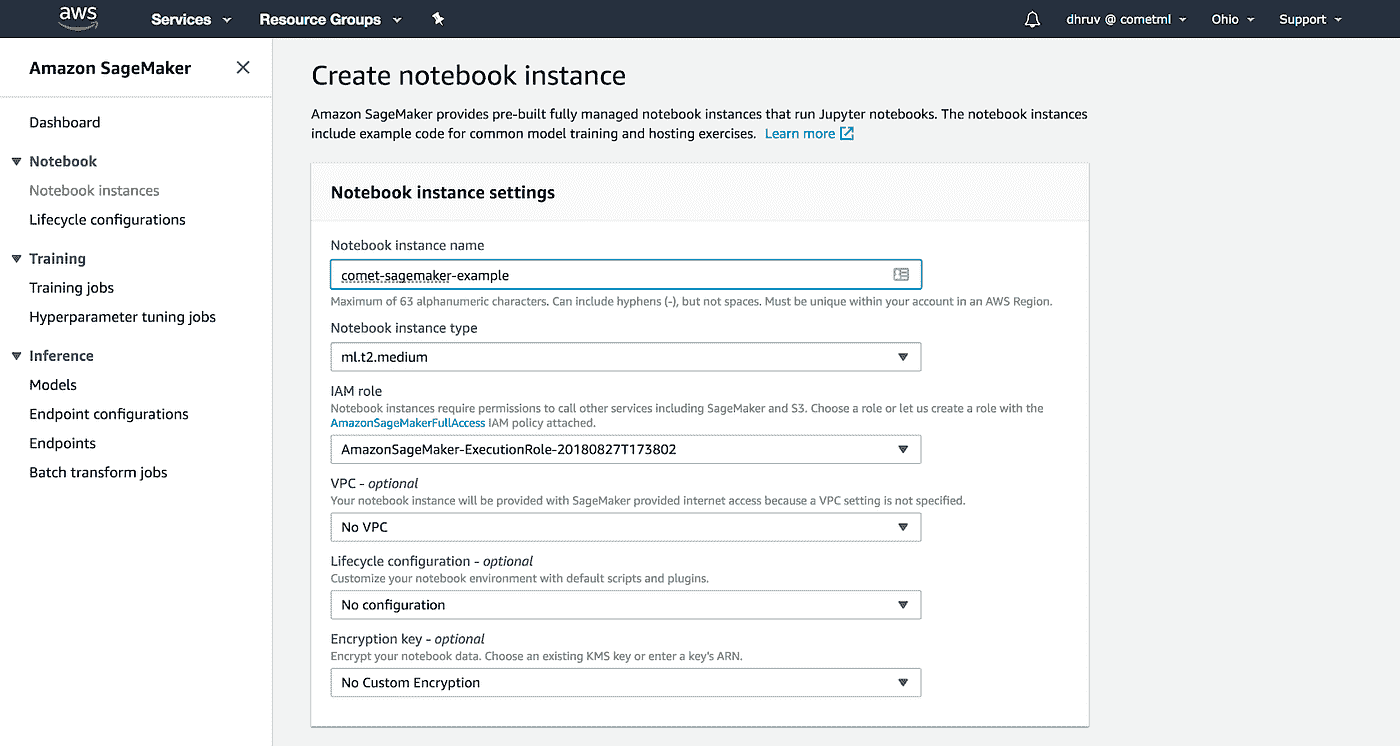 aws Services Resource Groups dhruv @ cometml Ohio Support
Amazon SageMaker
Dashboard
Notebook
Notebook instances
Lifecycle configurations
Training
Training jobs
Hyperparameter tuning jobs
Inference
Models
Endpoint configurations
Endpoints
Batch transform jobs
Create notebook instance
Amazon SageMaker provides pre-built fully managed notebook instances that run Jupyter notebooks. The notebook instances
include example code for common model training and hosting exercises. Learn more
Notebook instance settings
Notebook instance name
comet-sagemaker-example
Maximum of 63 alphanumeric characters. Can include hyphens (-), but not spaces. Must be unique within your account in an AWS Region.
Notebook instance type
ml.t2.medium
IAM role
Notebook instances require permissions to call other services including SageMaker and S3. Choose a role or let us create a role with the
AmazonSageMakerFullAccess IAM policy attached.
AmazonSageMaker-ExecutionRole-20180827T173802
VPC - optional
Your notebook instance will be provided with SageMaker provided internet access because a VPC setting is not specified.
No VPC
Lifecycle configuration - optional
Customize your notebook environment with default scripts and plugins.
No configuration
Encryption key - optional
Encrypt your notebook data. Choose an existing KMS key or enter a key's ARN.
No Custom Encryption